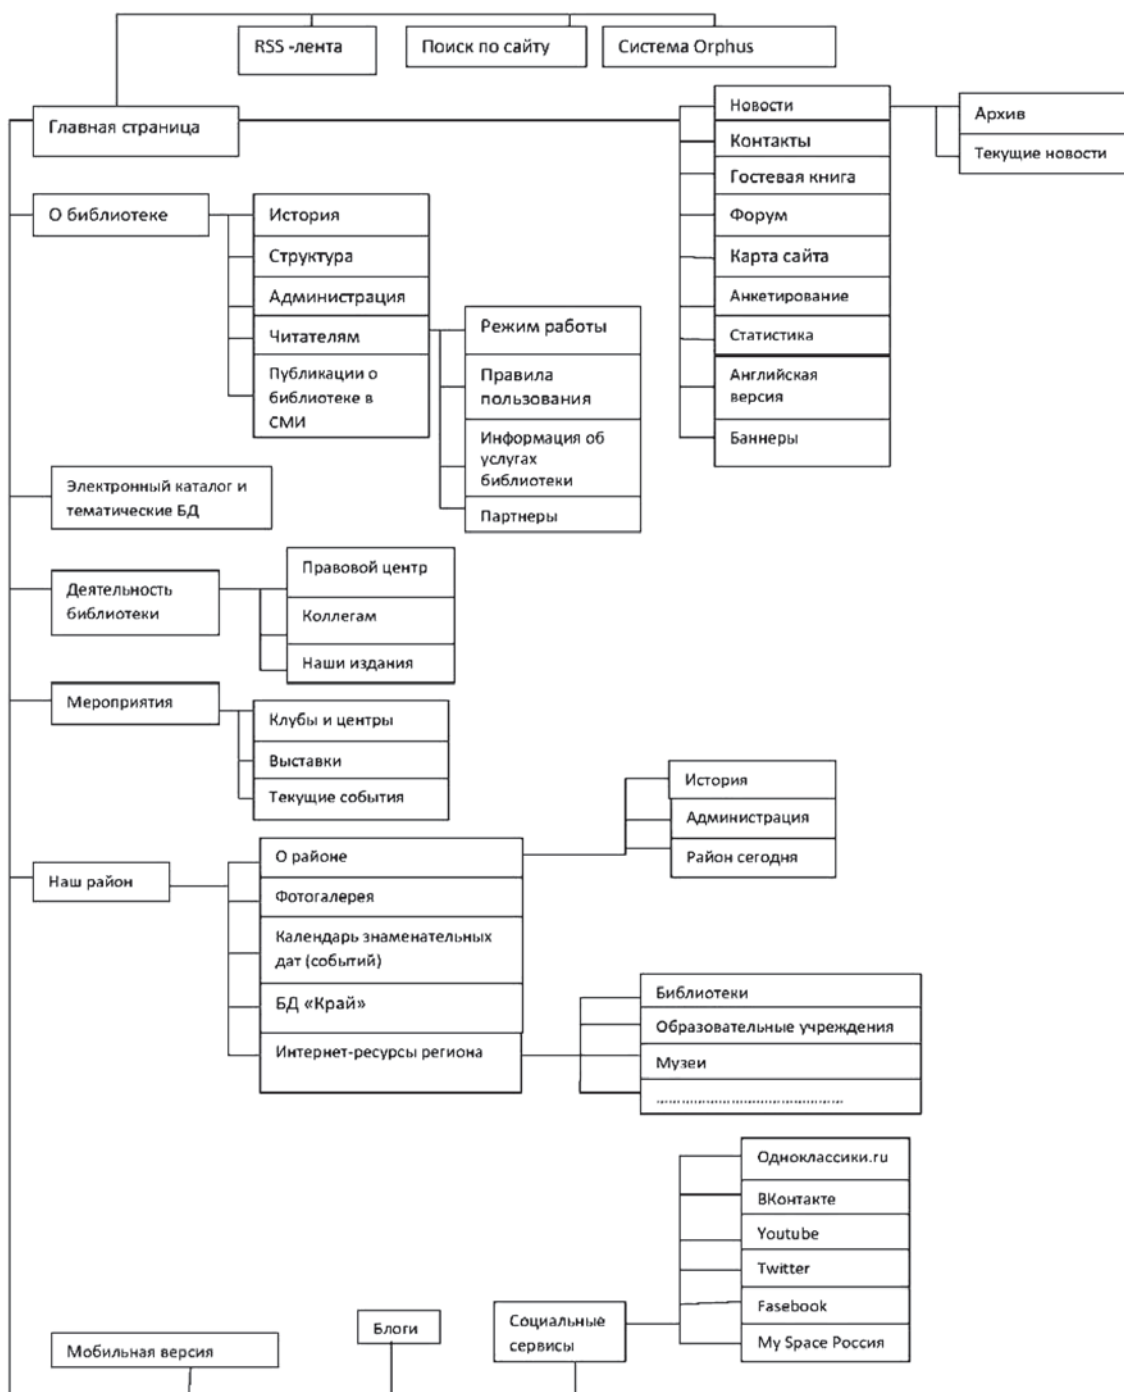 RSS -лента
Поиск по сайту
Система Orphus
Главная страница
Новости
Контакты
Гостевая книга
Форум
Карта сайта
Анкетирование
Статистика
Английская
версия
Баннеры
Архив
Текущие новости
О библиотеке
История
Структура
Администрация
Читателям
Публикации о
библиотеке в
СМИ
Режим работы
Правила
пользования
Информация об
услугах
библиотеки
Партнеры
Электронный каталог и
тематические БД
Деятельность
библиотеки
Правовой центр
Коллегам
Наши издания
Мероприятия
Клубы и центры
Выставки
Текущие события
Наш район
О районе
Фотогалерея
Календарь знаменательных
дат (событий)
БД «Край»
Интернет-ресурсы региона
История
Администрация
Район сегодня
Библиотеки
Образовательные учреждения
Музеи
..........................................
Мобильная версия
Блоги
Социальные
сервисы
Одноклассики.ru
ВКонтакте
Youtube
Twitter
Fasebook
My Space Россия